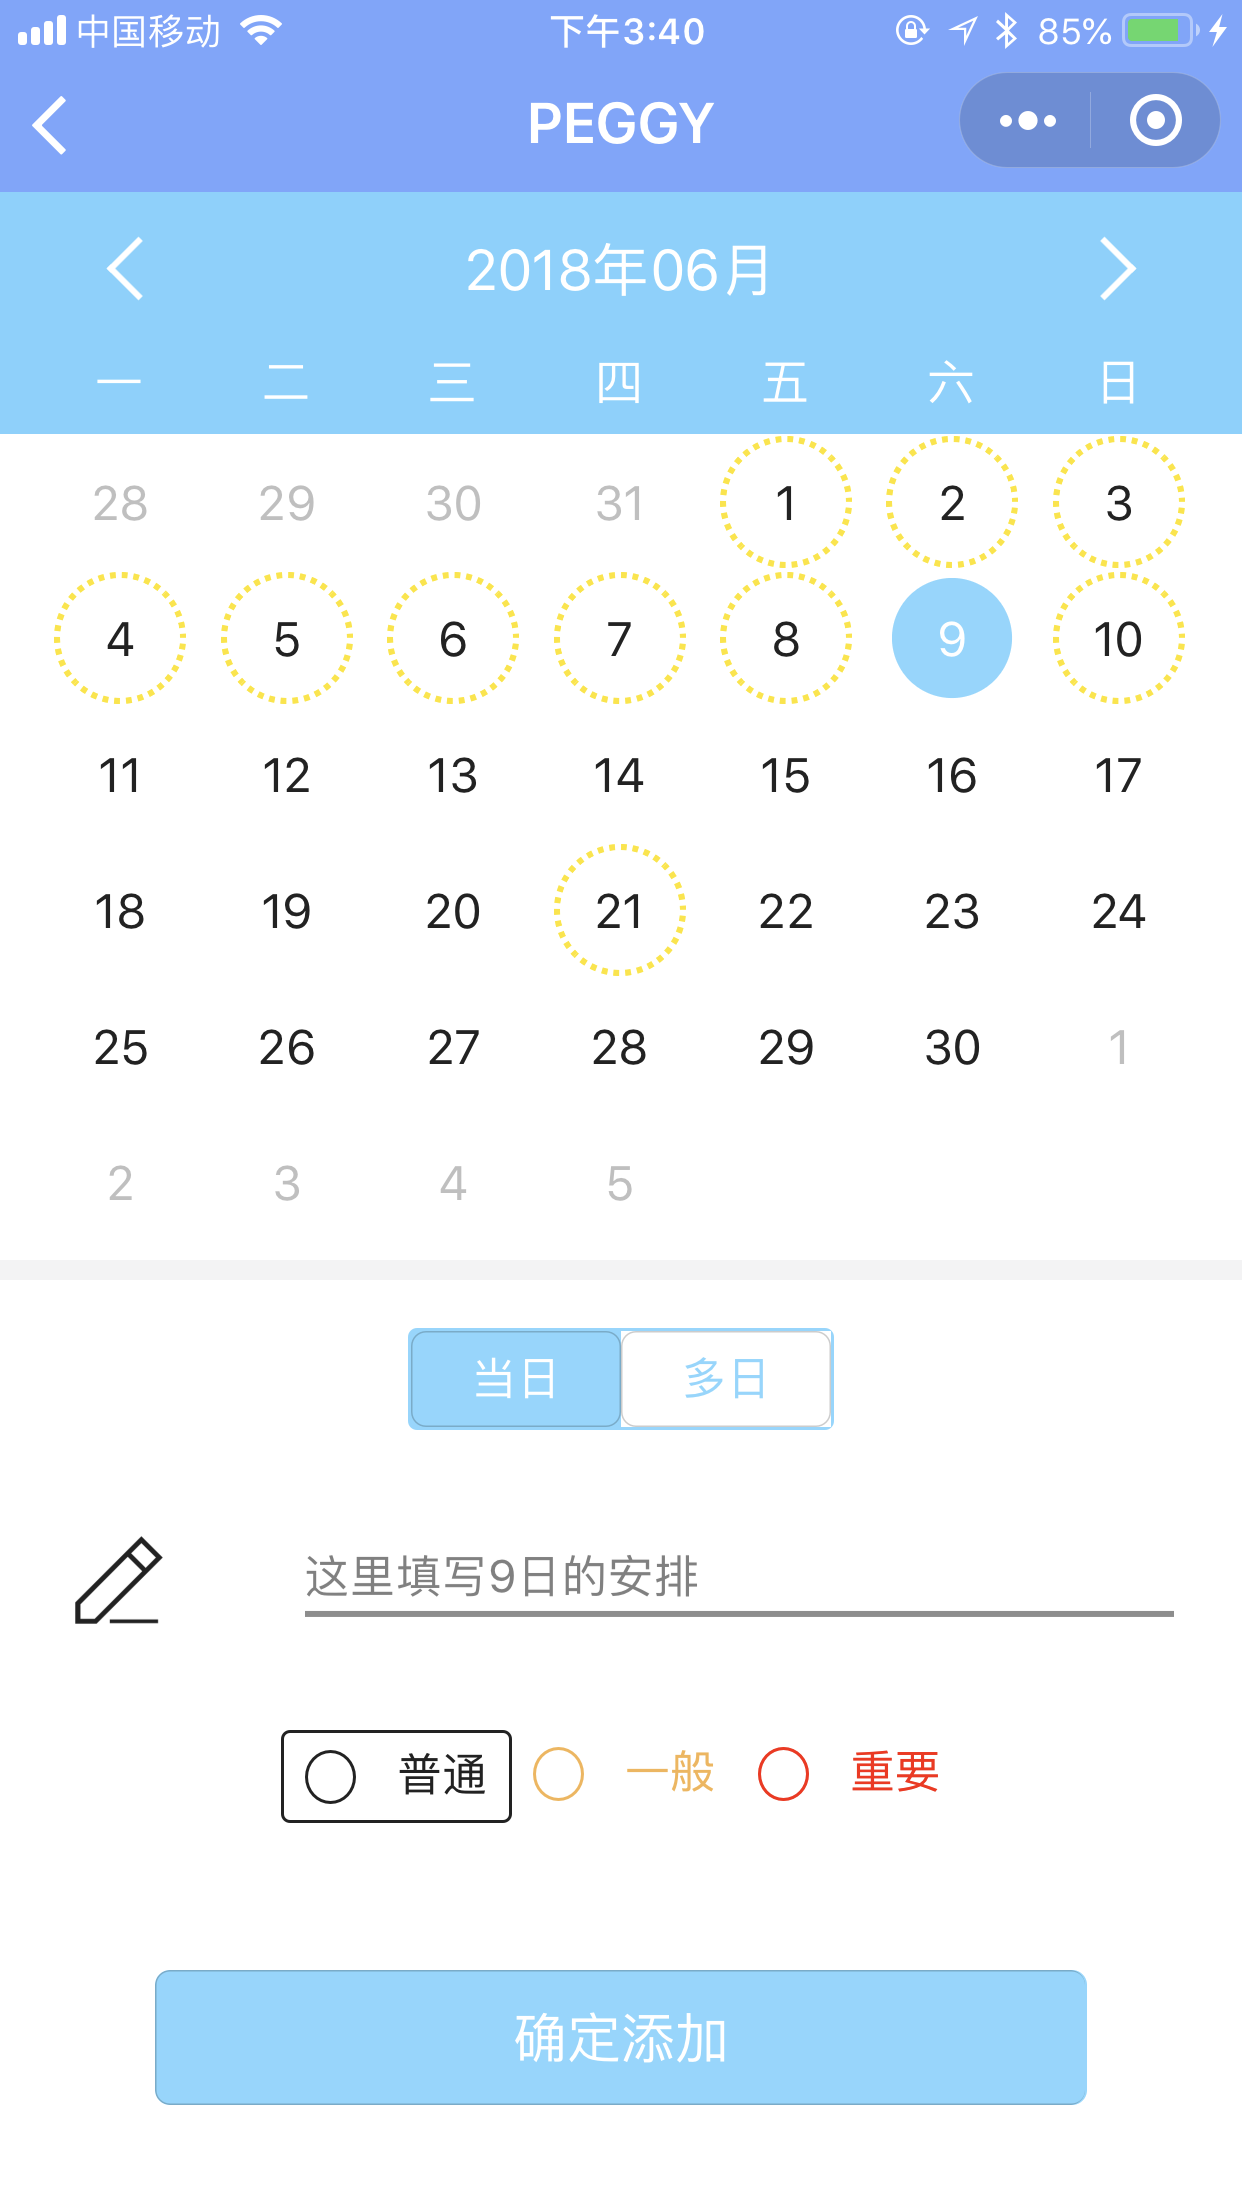 中国移动 下午3:40 85%
PEGGY
2018年06月
一 二 三 四 五 六 日
28 29 30 31 1 2 3
4 5 6 7 8 9 10
11 12 13 14 15 16 17
18 19 20 21 22 23 24
25 26 27 28 29 30 1
2 3 4 5
当日 多日
这里填写9日的安排
普通 一般 重要
确定添加